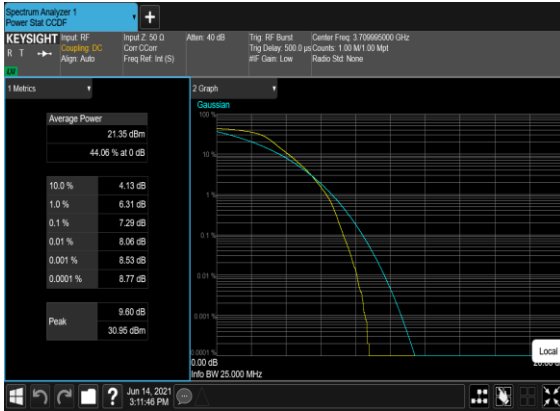 Spectrum Analyzer 1
Power Stat CCDF
KEYSIGHT
R T
Input: RF
Coupling: DC
Align: Auto
Input Z: 50 Ω
Corr CCorr
Freq Ref: Int (S)
Atten: 40 dB
Trig: RF Burst
Trig Delay: 500.0 µs
#IF Gain: Low
Center Freq: 3.709995000 GHz
Counts: 1.00 M/1.00 Mpt
Radio Std: None
1 Metrics
Average Power
21.35 dBm
44.06 % at 0 dB
10.0 % 4.13 dB
1.0 % 6.31 dB
0.1 % 7.29 dB
0.01 % 8.06 dB
0.001 % 8.53 dB
0.0001 % 8.77 dB
Peak
9.60 dB
30.95 dBm
2 Graph
Gaussian
100 %
10 %
1 %
0.1 %
0.01 %
0.001 %
0.0001 %
0.00 dB
Info BW 25.000 MHz
Local
Jun 14, 2021
3:11:46 PM